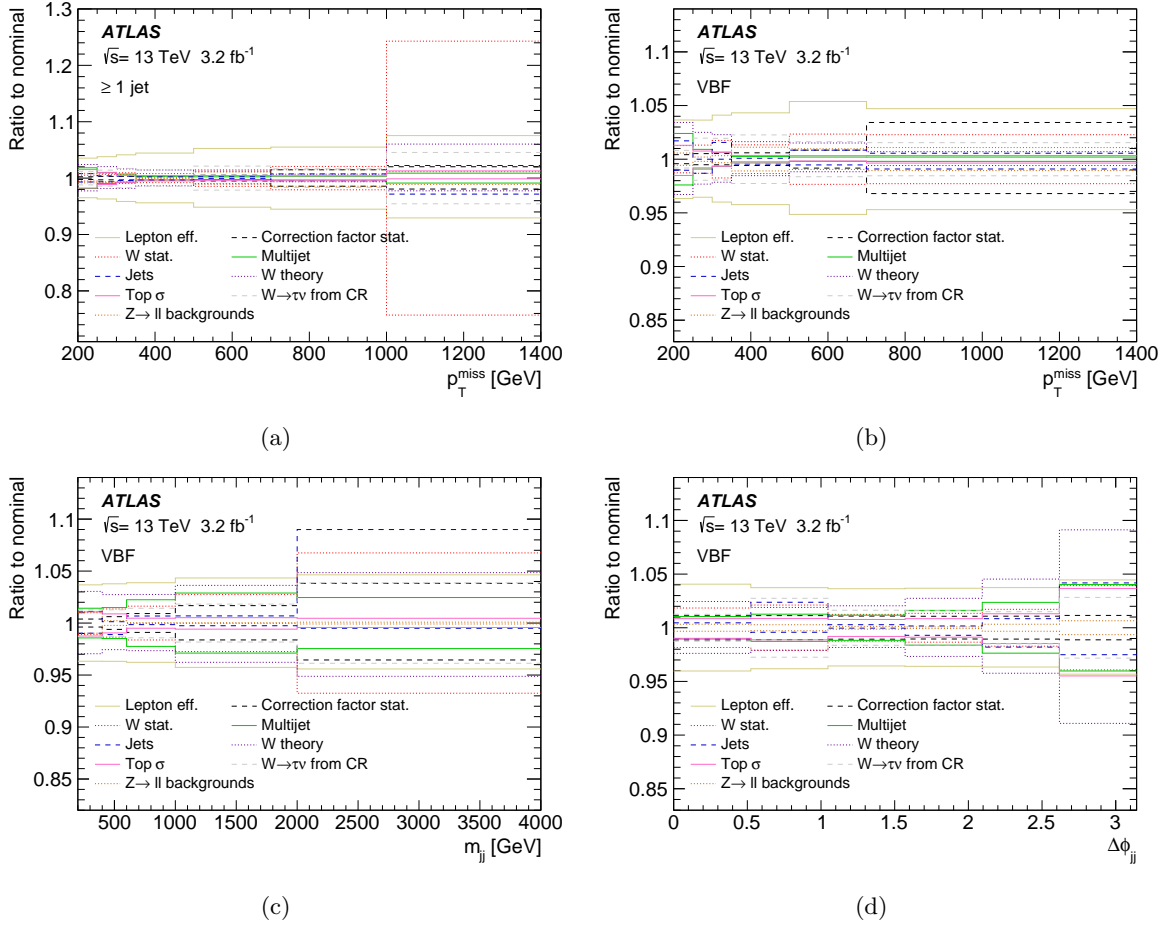 Ratio to nominal
1.3
1.2
1.1
1
0.9
0.8
ATLAS
√s= 13 TeV 3.2 fb⁻¹
≥ 1 jet
Lepton eff.
W stat.
Jets
Top σ
Z→ ll backgrounds
Correction factor stat.
Multijet
W theory
W→τν from CR
200 400 600 800 1000 1200 1400
p_T^miss [GeV]
(a)
Ratio to nominal
1.1
1.05
1
0.95
0.9
0.85
ATLAS
√s= 13 TeV 3.2 fb⁻¹
VBF
Lepton eff.
W stat.
Jets
Top σ
Z→ ll backgrounds
Correction factor stat.
Multijet
W theory
W→τν from CR
200 400 600 800 1000 1200 1400
p_T^miss [GeV]
(b)
Ratio to nominal
1.1
1.05
1
0.95
0.9
0.85
ATLAS
√s= 13 TeV 3.2 fb⁻¹
VBF
Lepton eff.
W stat.
Jets
Top σ
Z→ ll backgrounds
Correction factor stat.
Multijet
W theory
W→τν from CR
500 1000 1500 2000 2500 3000 3500 4000
m_jj [GeV]
(c)
Ratio to nominal
1.1
1.05
1
0.95
0.9
0.85
ATLAS
√s= 13 TeV 3.2 fb⁻¹
VBF
Lepton eff.
W stat.
Jets
Top σ
Z→ ll backgrounds
Correction factor stat.
Multijet
W theory
W→τν from CR
0 0.5 1 1.5 2 2.5 3
Δϕ_jj
(d)